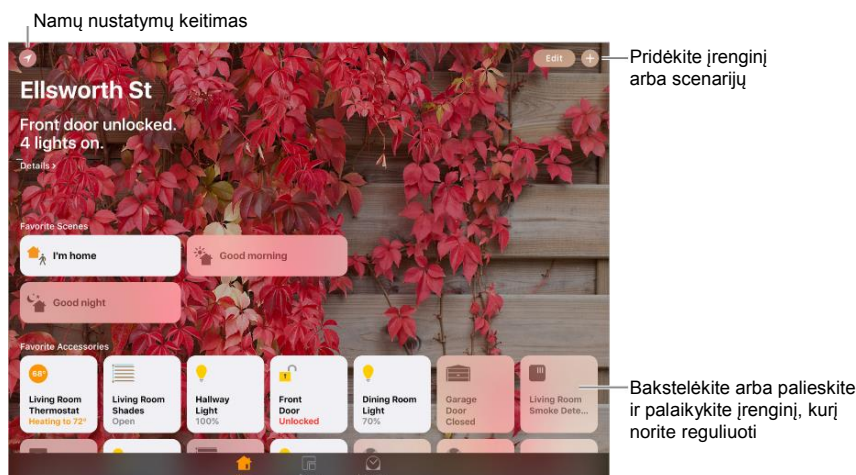 Namų nustatymų keitimas
Edit
Pridėkite įrenginį
arba scenarijų
Ellsworth St
Front door unlocked.
4 lights on.
Details >
Favorite Scenes
I'm home
Good morning
Good night
Favorite Accessories
68°
Living Room
Thermostat
Heating to 72°
Living Room
Shades
Open
Hallway
Light
100%
Front
Door
Unlocked
Dining Room
Light
70%
Garage
Door
Closed
Living Room
Smoke Dete...
Bakstelėkite arba palieskite
ir palaikykite įrenginį, kurį
norite reguliuoti